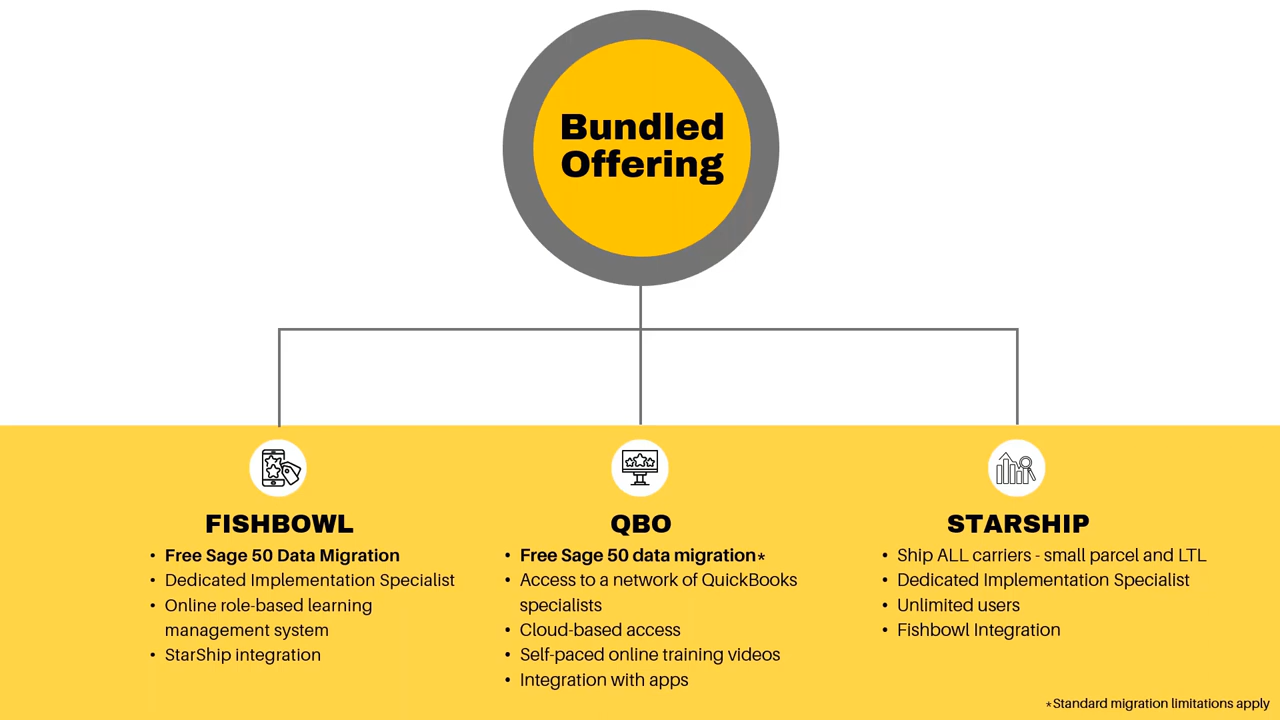 Bundled
Offering
FISHBOWL
• Free Sage 50 Data Migration
• Dedicated Implementation Specialist
• Online role-based learning
management system
• StarShip integration
QBO
• Free Sage 50 data migration*
• Access to a network of QuickBooks
specialists
• Cloud-based access
• Self-paced online training videos
• Integration with apps
STARSHIP
• Ship ALL carriers - small parcel and LTL
• Dedicated Implementation Specialist
• Unlimited users
• Fishbowl Integration
*Standard migration limitations apply